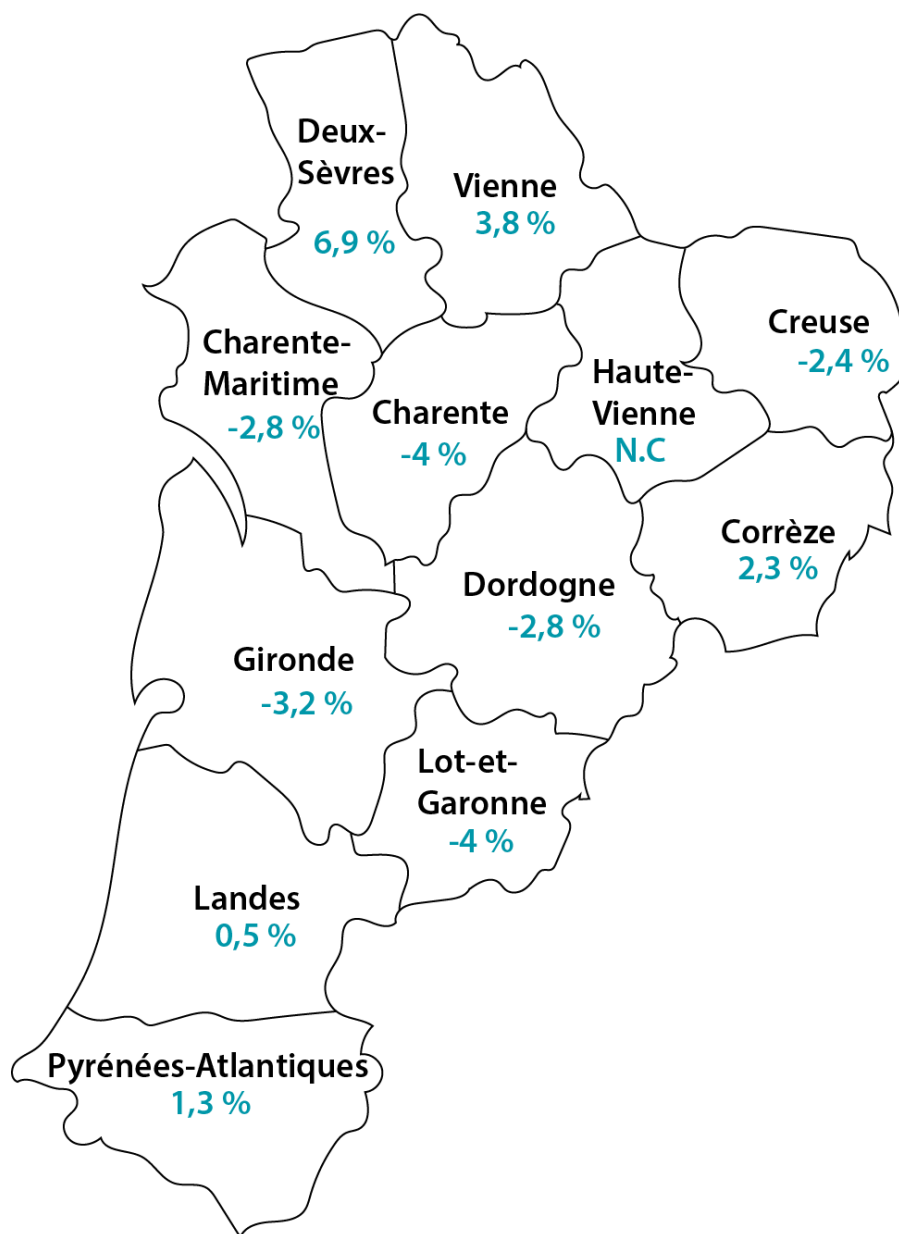 Deux-
Sèvres
6,9 %
Vienne
3,8 %
Charente-
Maritime
-2,8 %
Charente
-4 %
Haute-
Vienne
N.C
Creuse
-2,4 %
Corrèze
2,3 %
Dordogne
-2,8 %
Gironde
-3,2 %
Lot-et-
Garonne
-4 %
Landes
0,5 %
Pyrénées-Atlantiques
1,3 %